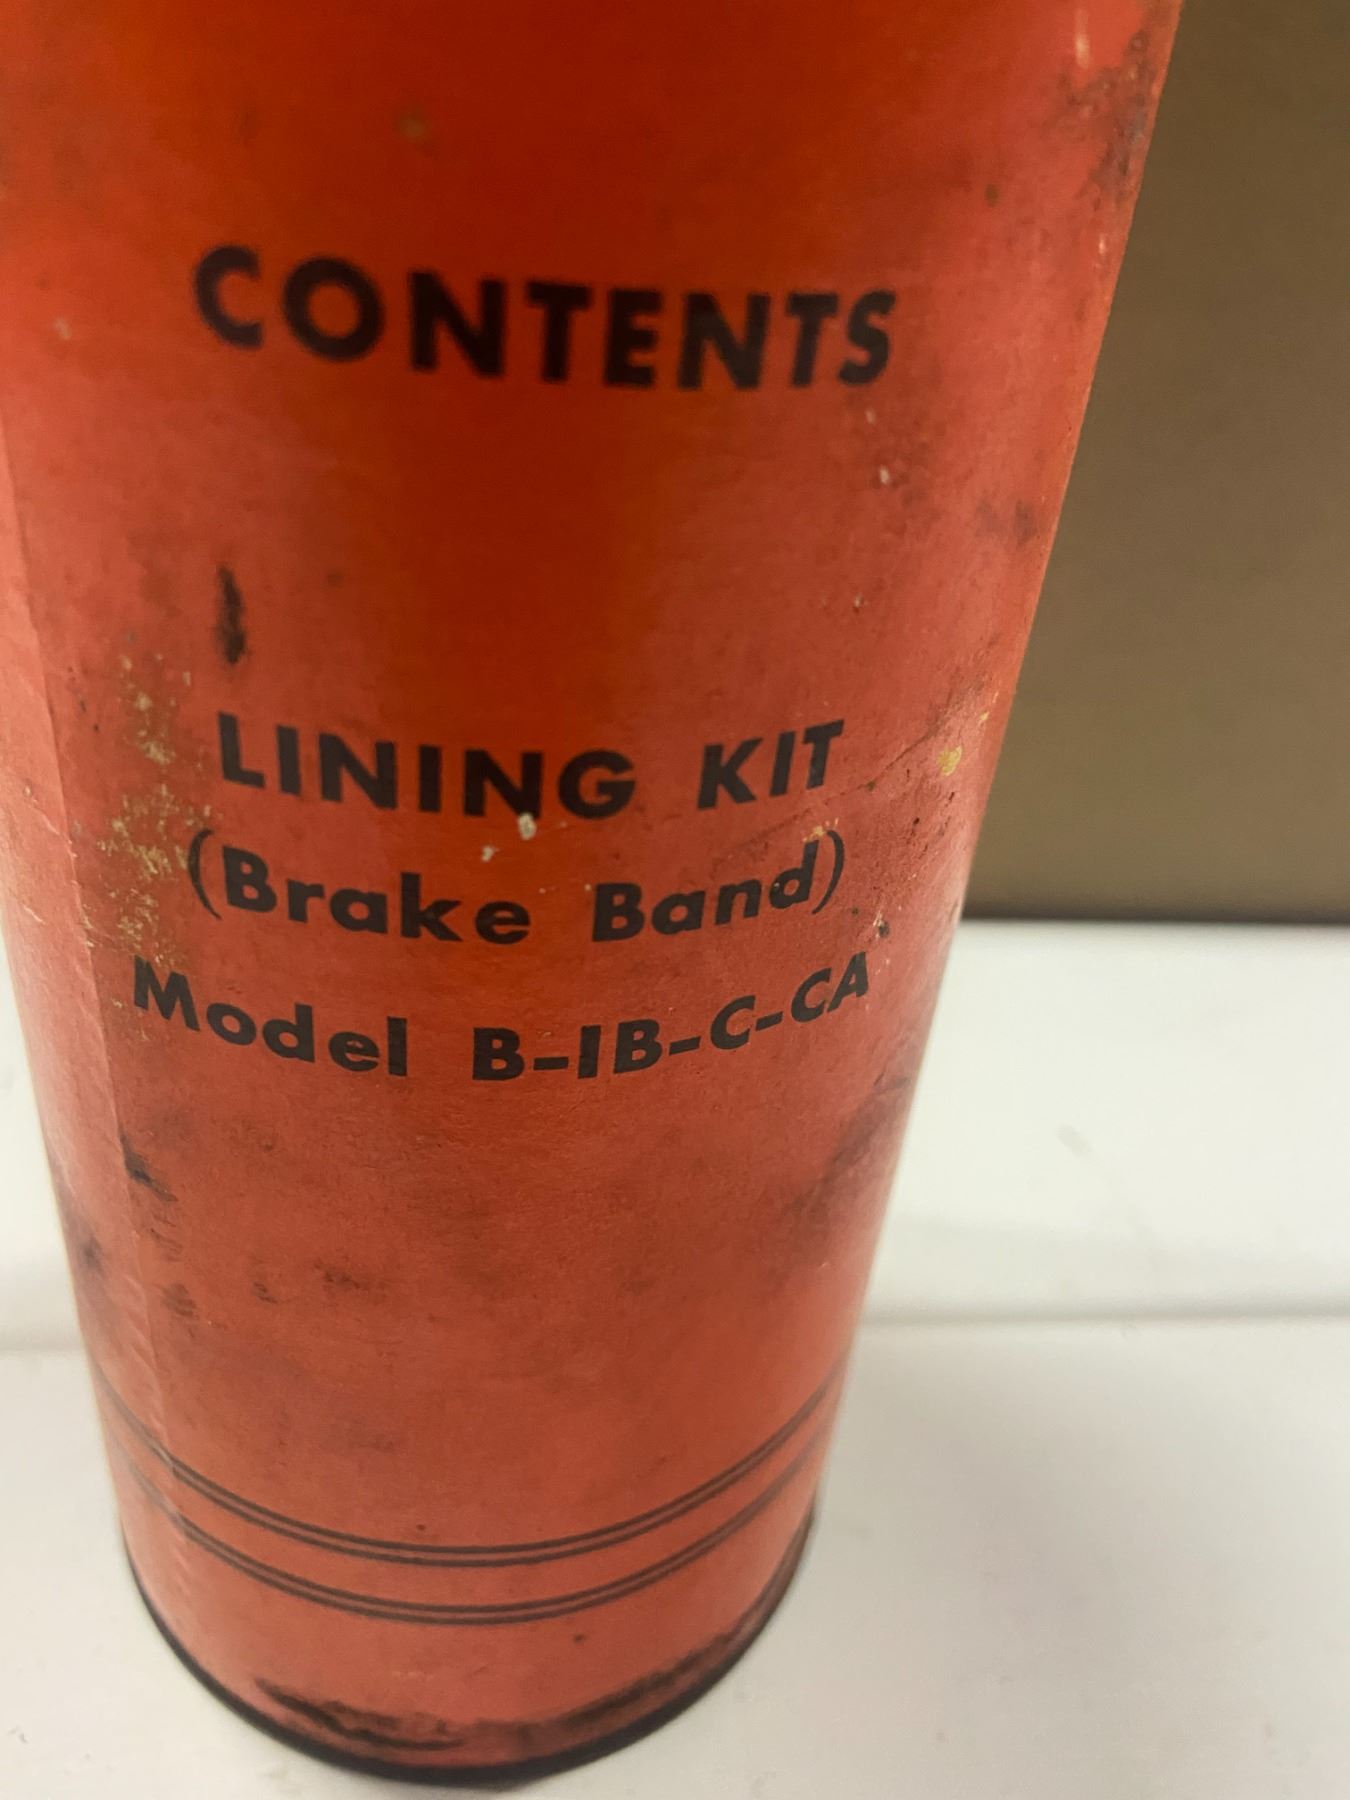 CONTENTS
LINING KIT
(Brake Band)
Model B-IB-C-CA